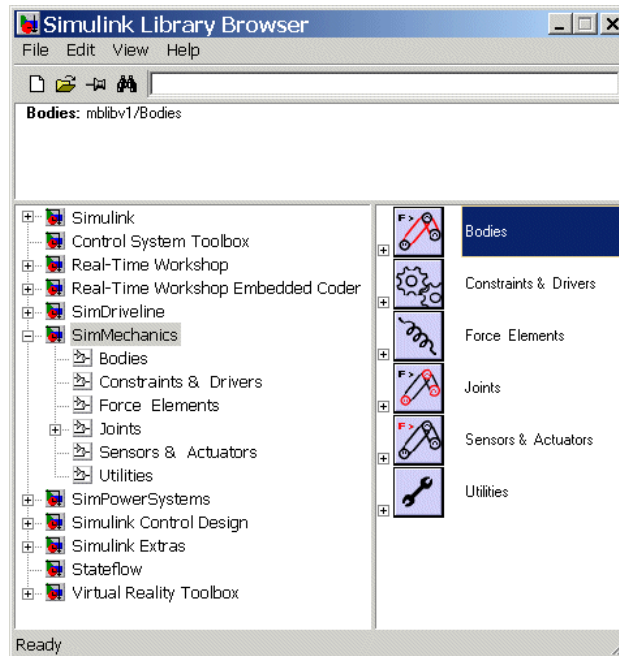 Simulink Library Browser
File Edit View Help
Bodies: mblibv1/Bodies
Simulink
Control System Toolbox
Real-Time Workshop
Real-Time Workshop Embedded Coder
SimDriveline
SimMechanics
Bodies
Constraints & Drivers
Force Elements
Joints
Sensors & Actuators
Utilities
SimPowerSystems
Simulink Control Design
Simulink Extras
Stateflow
Virtual Reality Toolbox
F> Bodies
Constraints & Drivers
Force Elements
F> Joints
F> Sensors & Actuators
Utilities
Ready